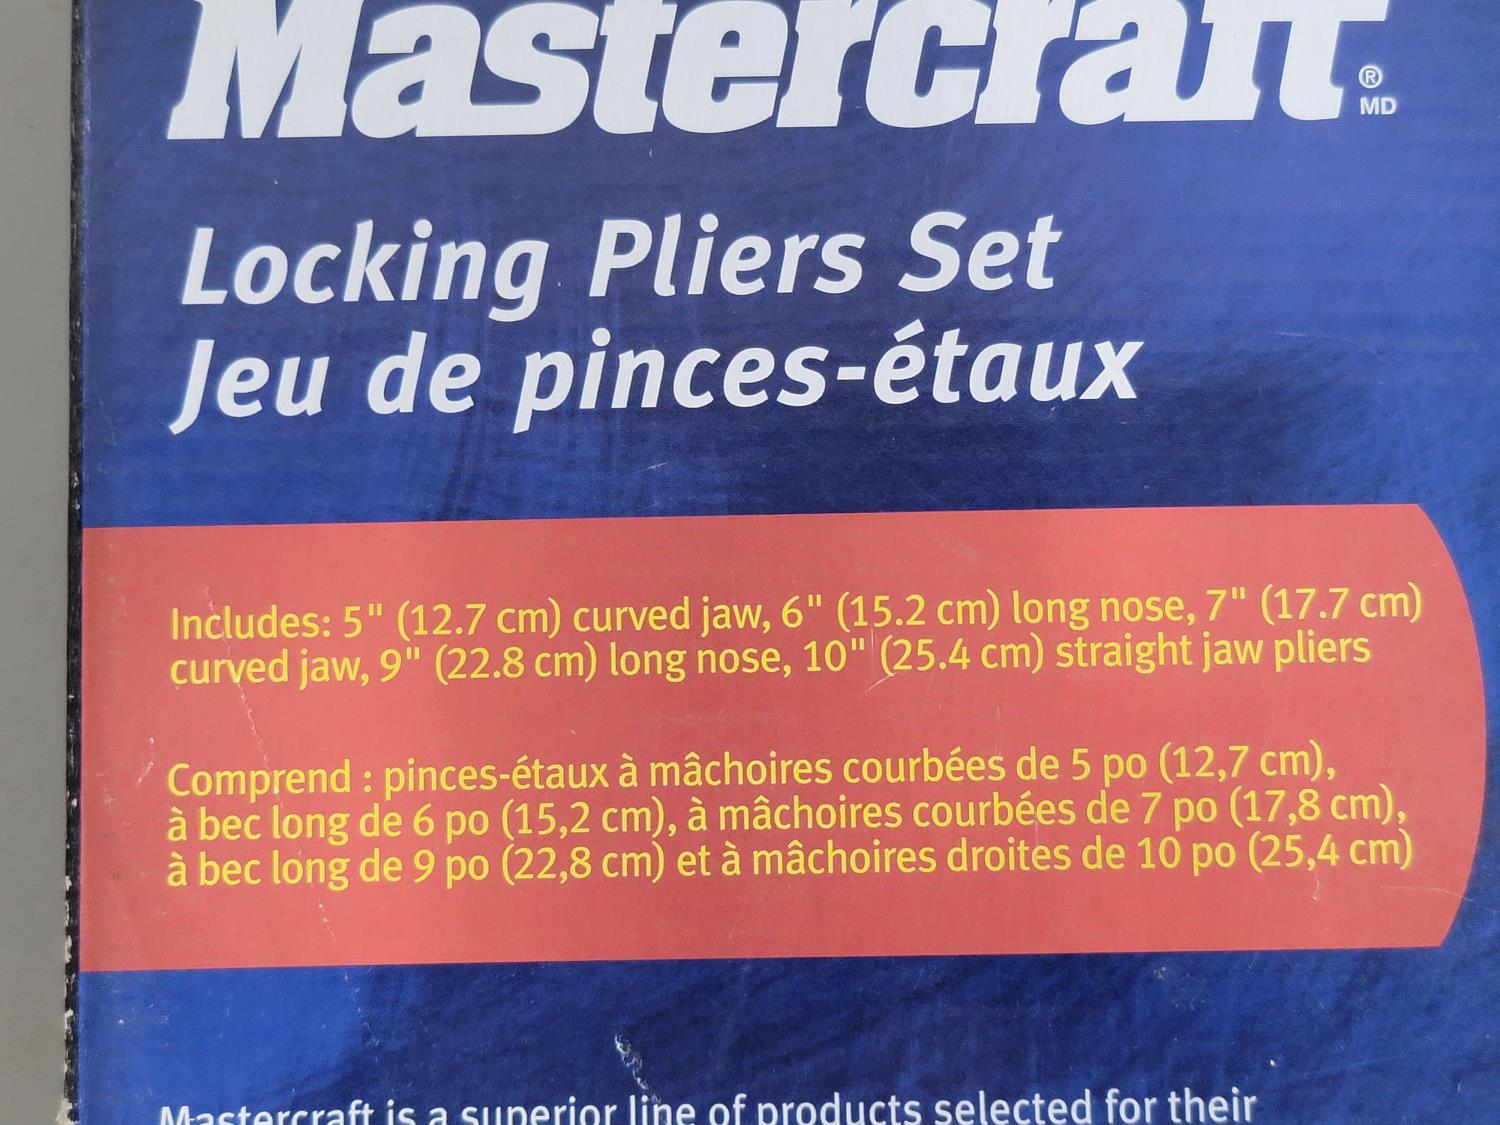 Mastercraft
® MD
Locking Pliers Set
Jeu de pinces-étaux
Includes: 5" (12.7 cm) curved jaw, 6" (15.2 cm) long nose, 7" (17.7 cm)
curved jaw, 9" (22.8 cm) long nose, 10" (25.4 cm) straight jaw pliers
Comprend : pinces-étaux à mâchoires courbées de 5 po (12,7 cm),
à bec long de 6 po (15,2 cm), à mâchoires courbées de 7 po (17,8 cm),
à bec long de 9 po (22,8 cm) et à mâchoires droites de 10 po (25,4 cm)
Mastercraft is a superior line of products selected for their